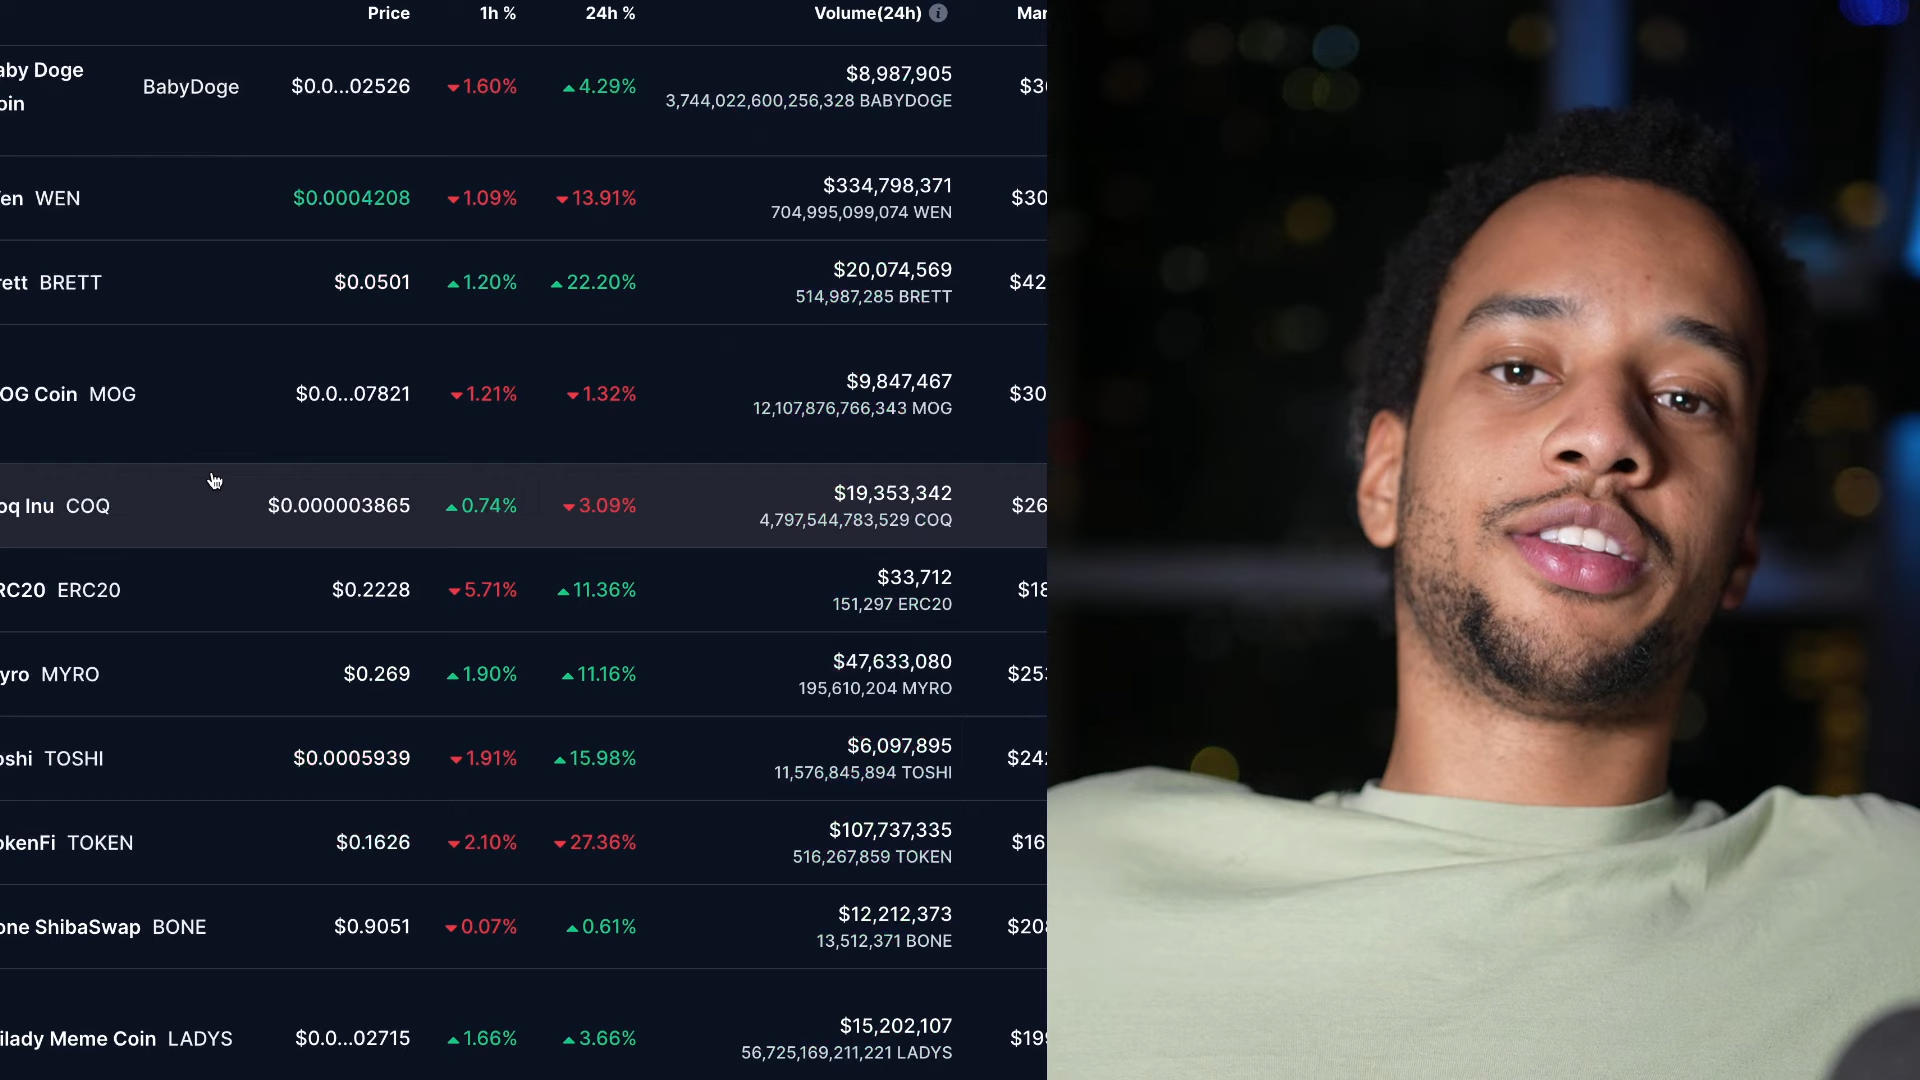 Price 1h % 24h % Volume(24h) Mar
aby Doge
oin
BabyDoge $0.0...02526 1.60% 4.29% $8,987,905 $30
3,744,022,600,256,328 BABYDOGE
en WEN $0.0004208 1.09% 13.91% $334,798,371 $30
704,995,099,074 WEN
rett BRETT $0.0501 1.20% 22.20% $20,074,569 $42
514,987,285 BRETT
OG Coin MOG $0.0...07821 1.21% 1.32% $9,847,467 $30
12,107,876,766,343 MOG
oq Inu COQ $0.000003865 0.74% 3.09% $19,353,342 $26
4,797,544,783,529 COQ
RC20 ERC20 $0.2228 5.71% 11.36% $33,712 $18
151,297 ERC20
yro MYRO $0.269 1.90% 11.16% $47,633,080 $253
195,610,204 MYRO
oshi TOSHI $0.0005939 1.91% 15.98% $6,097,895 $242
11,576,845,894 TOSHI
okenFi TOKEN $0.1626 2.10% 27.36% $107,737,335 $16
516,267,859 TOKEN
one ShibaSwap BONE $0.9051 0.07% 0.61% $12,212,373 $208
13,512,371 BONE
ilady Meme Coin LADYS $0.0...02715 1.66% 3.66% $15,202,107 $199
56,725,169,211,221 LADYS